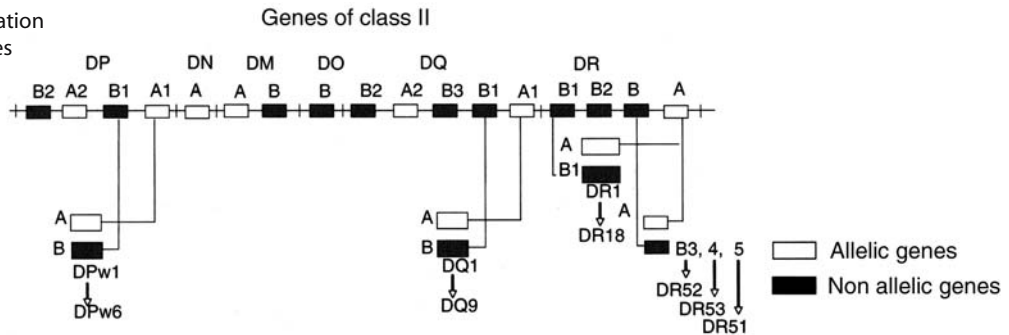 ation
es
Genes of class II
DP DN DM DO DQ DR
B2 A2 B1 A1 A A B B B2 A2 B3 B1 A1 B1 B2 B A
A
B1
DR1
DR18
A
B
DPw1
DPw6
A
B
DQ1
DQ9
A
B3, 4, 5
DR52
DR53
DR51
Allelic genes
Non allelic genes